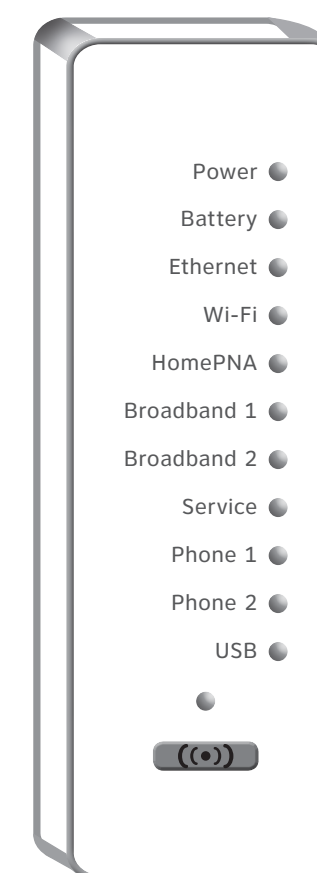 Power
Battery
Ethernet
Wi-Fi
HomePNA
Broadband 1
Broadband 2
Service
Phone 1
Phone 2
USB